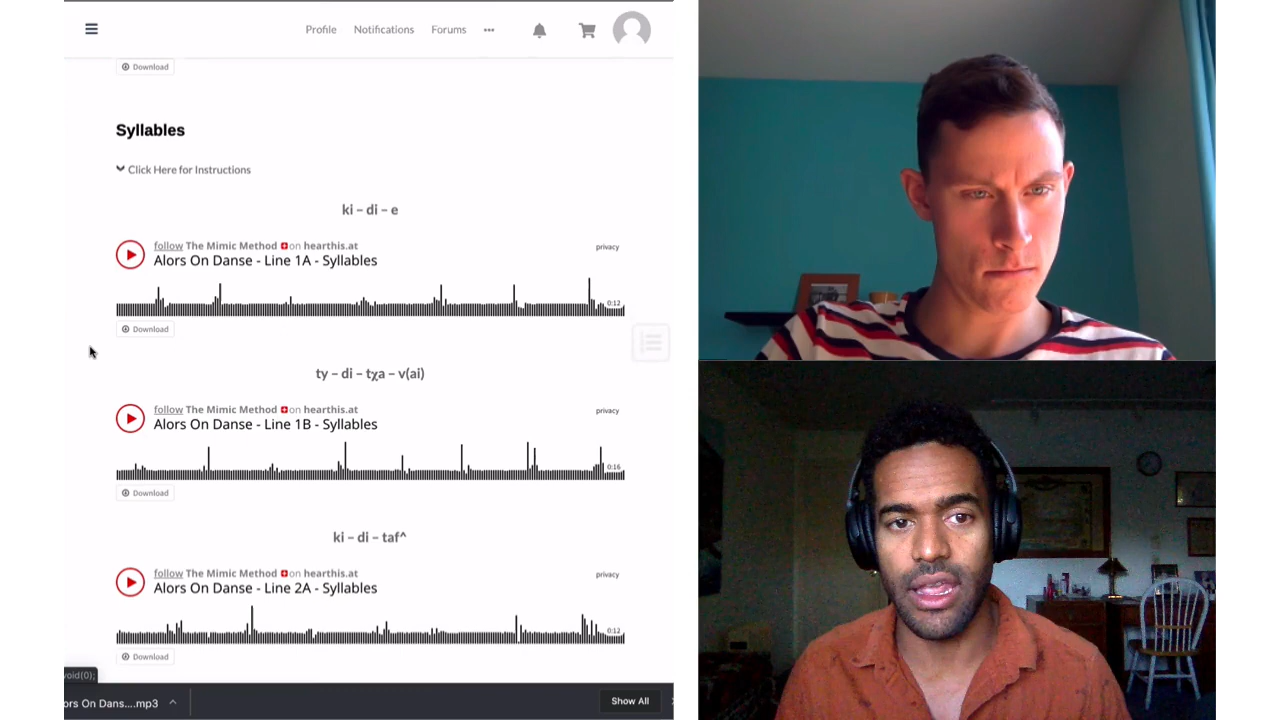 Profile Notifications Forums
Download
Syllables
Click Here for Instructions
ki – di – e
follow The Mimic Method on hearthis.at
privacy
Alors On Danse - Line 1A - Syllables
0:12
Download
ty – di – tχa – v(ai)
follow The Mimic Method on hearthis.at
privacy
Alors On Danse - Line 1B - Syllables
0:16
Download
ki – di – taf^
follow The Mimic Method on hearthis.at
privacy
Alors On Danse - Line 2A - Syllables
0:12
Download
void(0);
ors On Dans....mp3
Show All